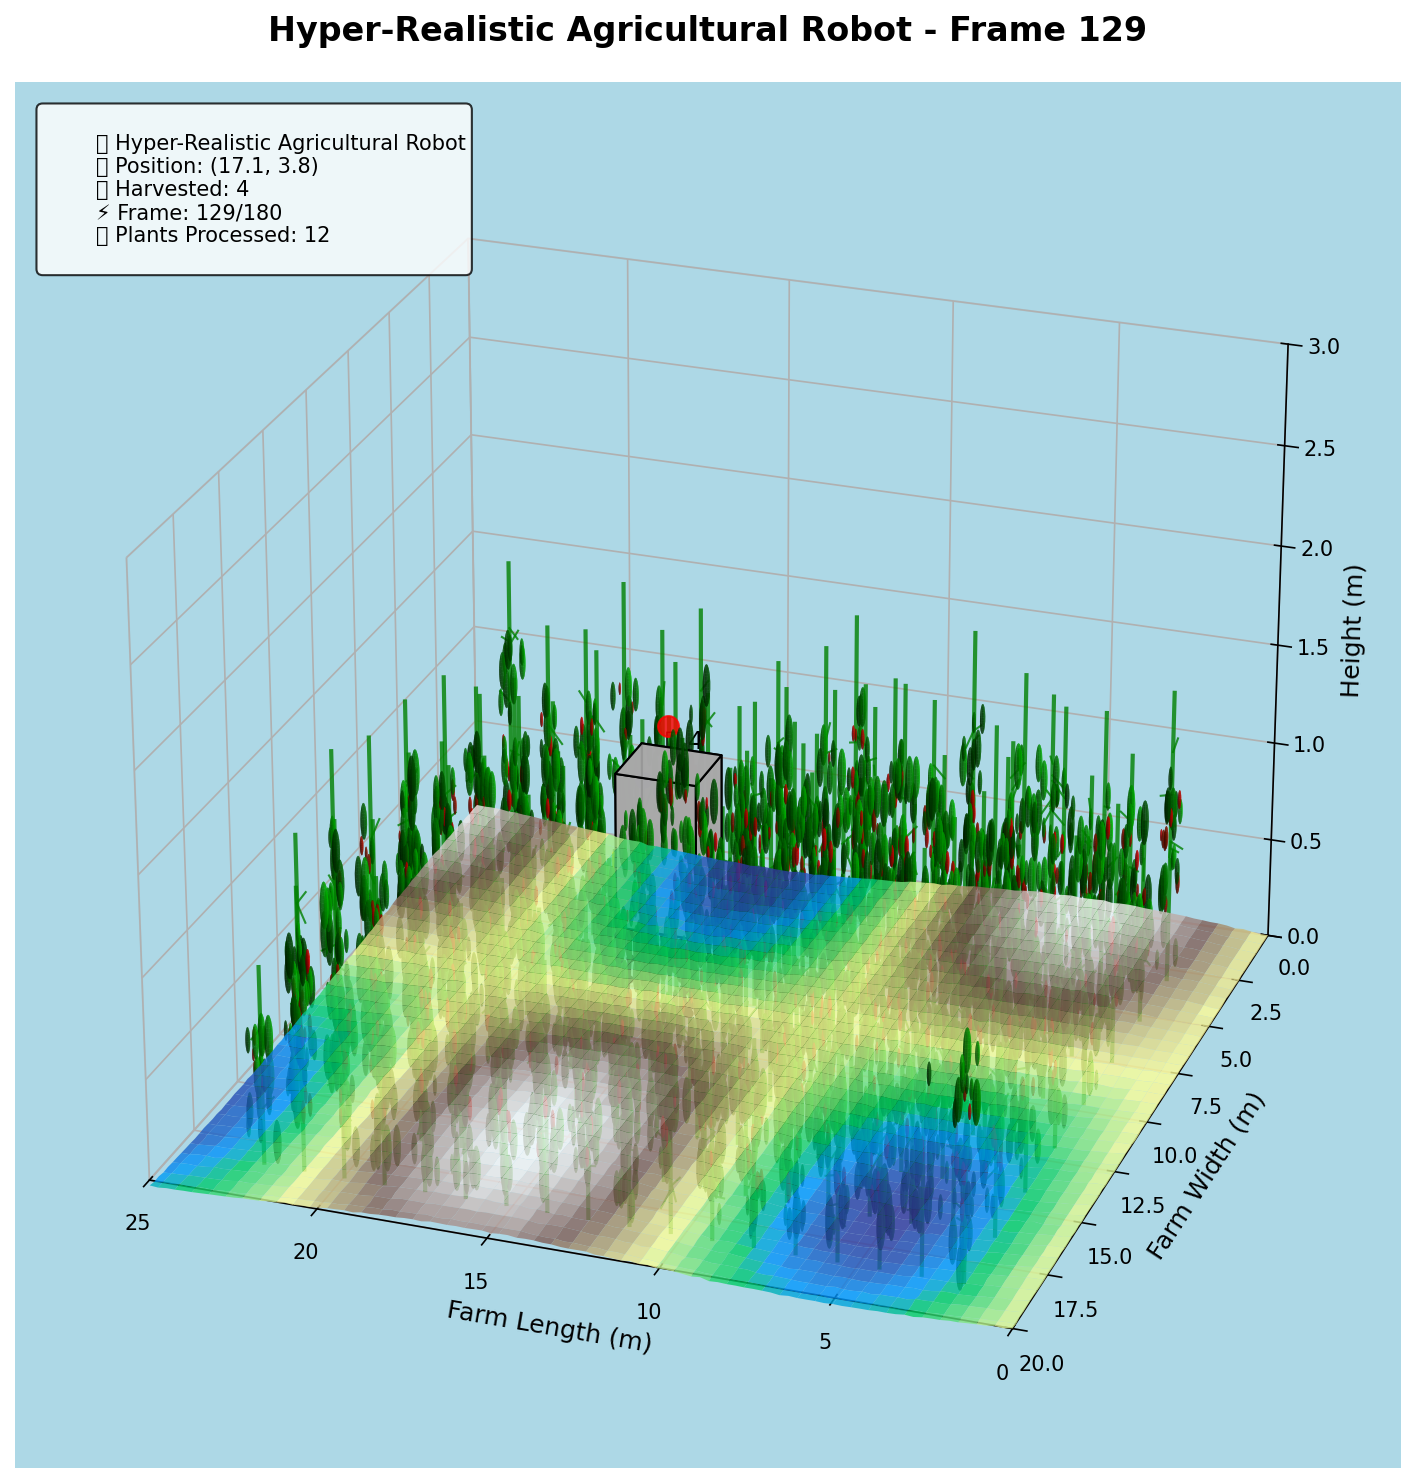 Hyper-Realistic Agricultural Robot - Frame 129
Hyper-Realistic Agricultural Robot
Position: (17.1, 3.8)
Harvested: 4
⚡ Frame: 129/180
Plants Processed: 12
3.0
2.5
2.0
1.5
1.0
0.5
0.0
Height (m)
4
0.0
2.5
5.0
7.5
10.0
12.5
15.0
17.5
20.0
Farm Width (m)
25
20
15
10
5
0
Farm Length (m)